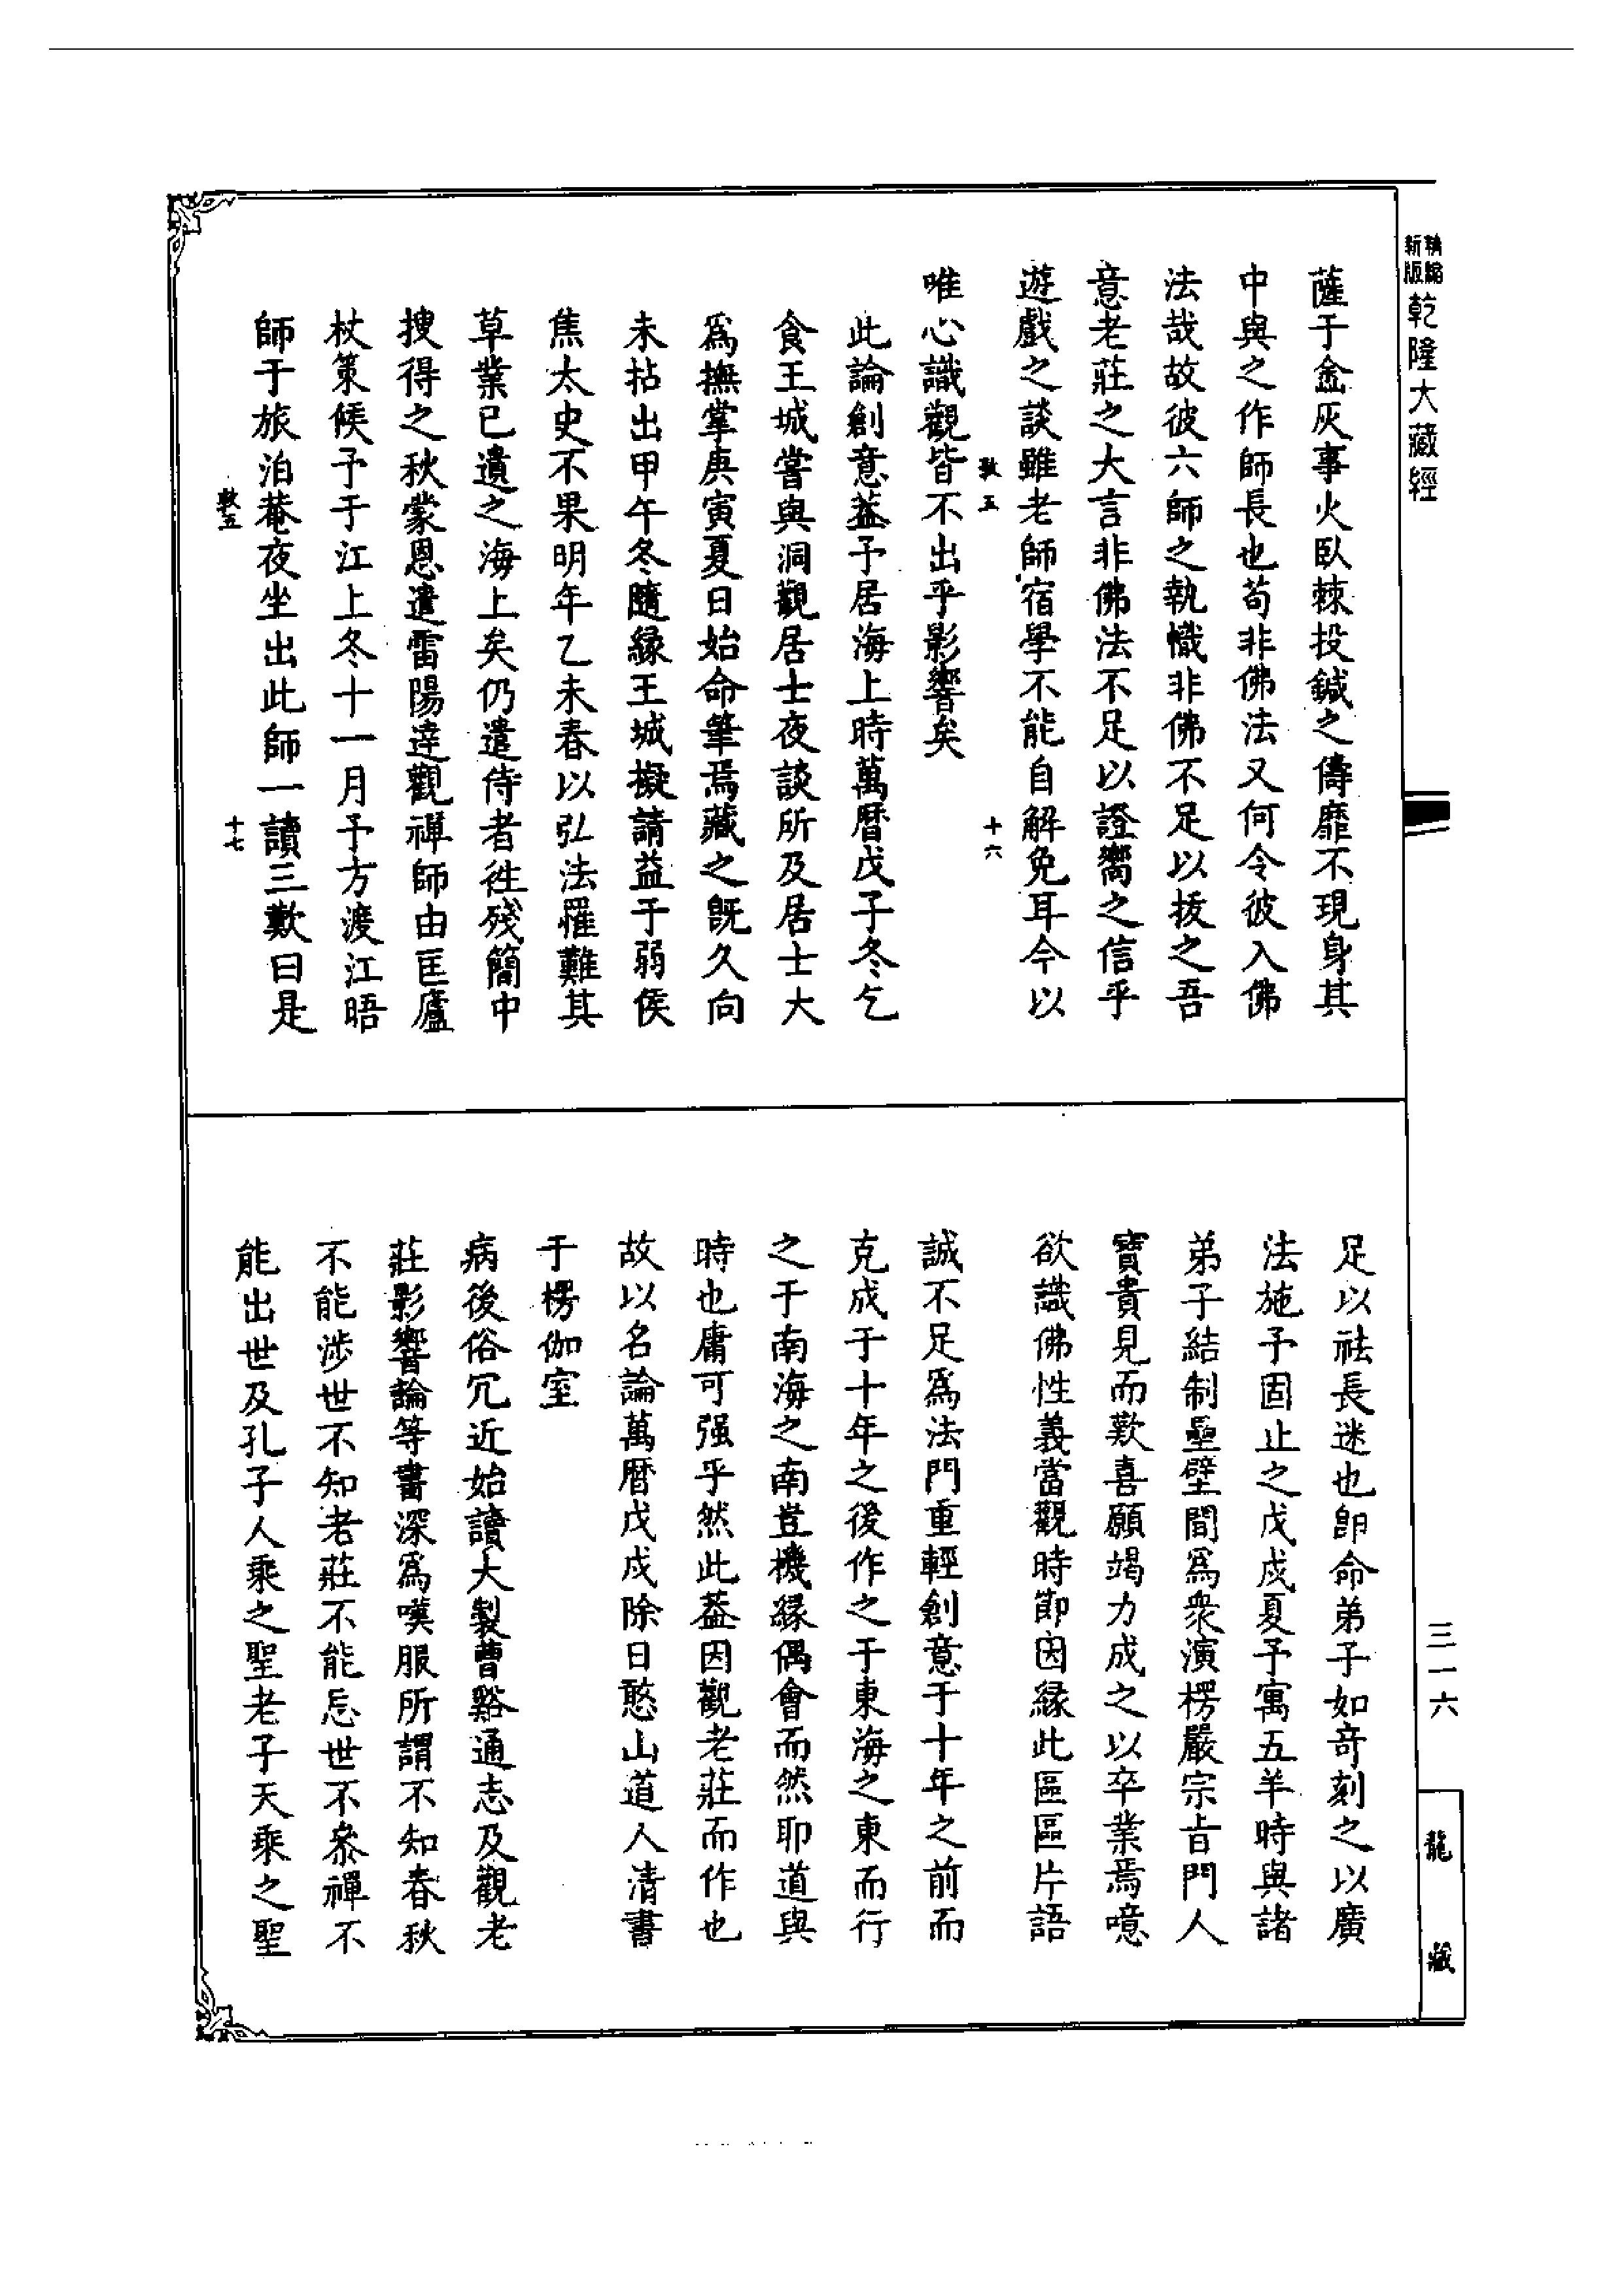 新版精縮乾隆大藏經
薩于盫灰事火臥棘投鍼之儔靡不現身其
中與之作師長也苟非佛法又何令彼入佛
法哉故彼六師之執幟非佛不足以拔之吾
意老莊之大言非佛法不足以證嚮之信乎
遊戲之談雖老師宿學不能自解免耳今以
敦五 十六
唯心識觀皆不出乎影響矣
此論創意葢予居海上時萬曆戊子冬乞
食王城嘗與洞觀居士夜談所及居士大
爲撫掌庚寅夏日始命筆焉藏之旣久向
未拈出甲午冬隨緣王城擬請益于弱侯
焦太史不果明年乙未春以弘法罹難其
草業已遺之海上矣仍遣侍者徃殘簡中
搜得之秋蒙恩遣雷陽達觀禪師由匡廬
杖策候予于江上冬十一月予方渡江晤
師于旅泊菴夜坐出此師一讀三歎曰是
敦五 十七
足以祛長迷也卽命弟子如奇刻之以廣
法施予固止之戊戌夏予寓五羊時與諸
弟子結制壘壁間爲衆演楞嚴宗旨門人
寶貴見而歎喜願竭力成之以卒業焉噫
欲識佛性義當觀時節因緣此區區片語
誠不足爲法門重輕創意于十年之前而
克成于十年之後作之于東海之東而行
之于南海之南豈機緣偶會而然耶道與
時也庸可强乎然此葢因觀老莊而作也
故以名論萬曆戊戌除日憨山道人清書
于楞伽室
病後俗冗近始讀大製曹谿通志及觀老
莊影響論等書深爲嘆服所謂不知春秋
不能涉世不知老莊不能忘世不參禪不
能出世及孔子人乘之聖老子天乘之聖
三一六
龍藏